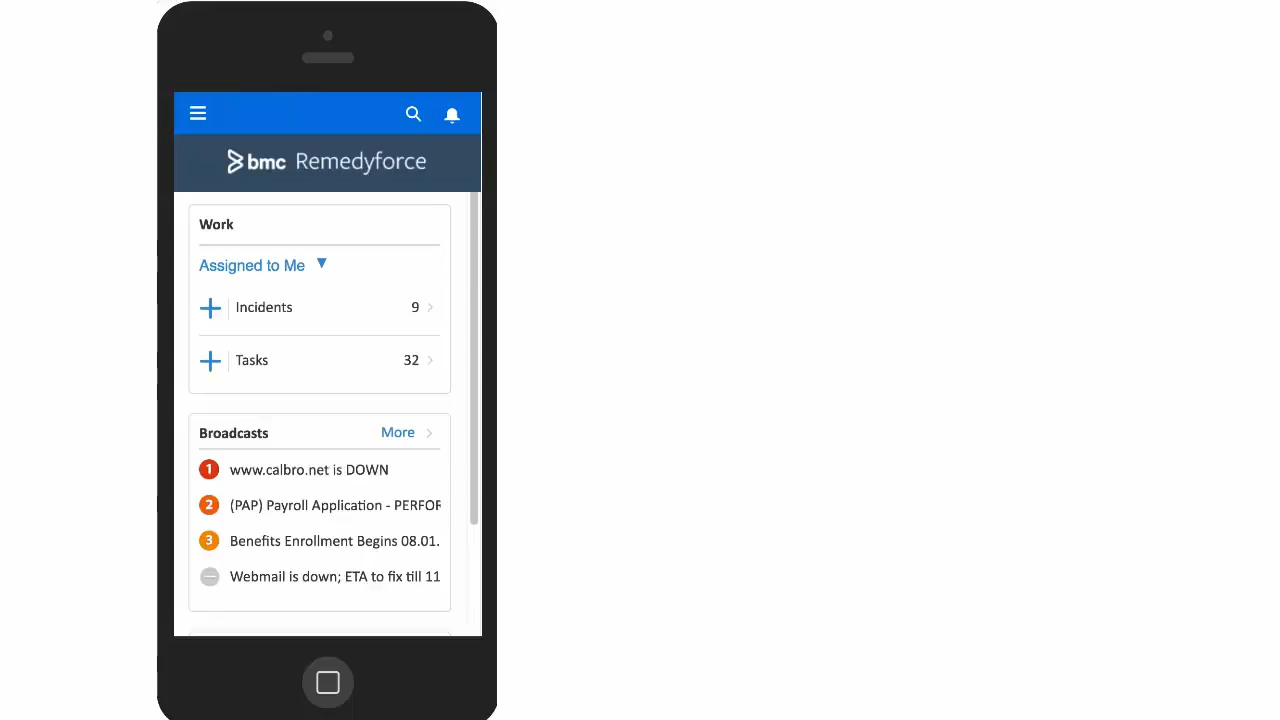 bmc Remedyforce
Work
Assigned to Me
Incidents 9
Tasks 32
Broadcasts More
1 www.calbro.net is DOWN
2 (PAP) Payroll Application - PERFOR
3 Benefits Enrollment Begins 08.01.
Webmail is down; ETA to fix till 11